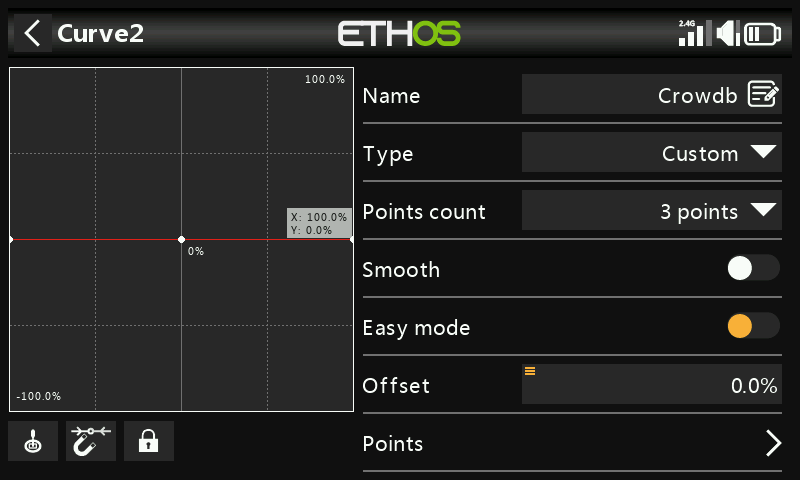 Curve2
ETHOS
2.4G
100.0%
X: 100.0%
Y: 0.0%
0%
-100.0%
Name
Crowdb
Type
Custom
Points count
3 points
Smooth
Easy mode
Offset
0.0%
Points